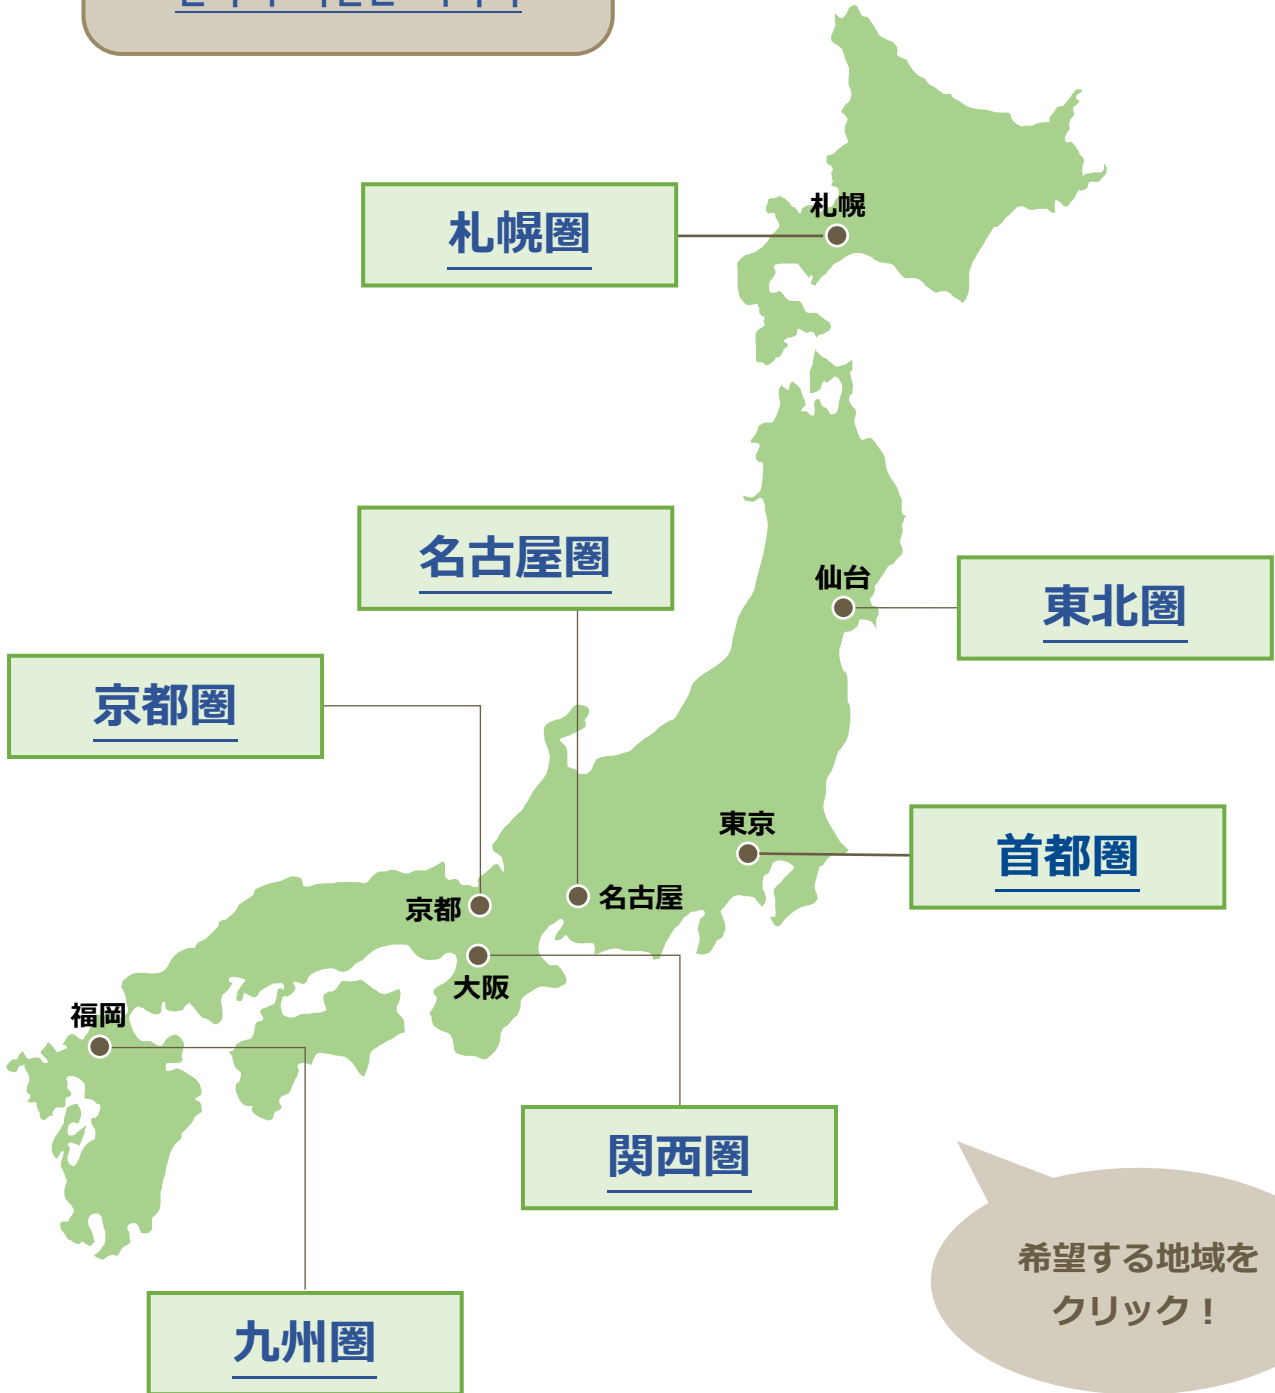 札幌
札幌圏
名古屋圏
仙台
東北圏
京都圏
東京
首都圏
名古屋
京都
大阪
福岡
関西圏
希望する地域を
クリック！
九州圏